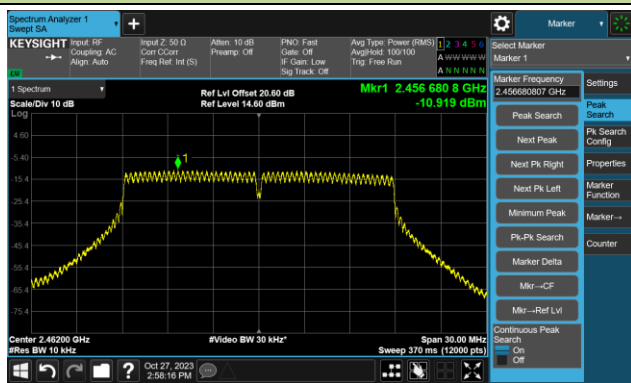 Spectrum Analyzer 1
Swept SA
+
Marker
KEYSIGHT
Input: RF
Coupling: AC
Align: Auto
Input Z: 50 Ω
Corr CCorr
Freq Ref: Int (S)
Atten: 10 dB
Preamp: Off
PNO: Fast
Gate: Off
IF Gain: Low
Sig Track: Off
Avg Type: Power (RMS)
Avg|Hold: 100/100
Trig: Free Run
1 2 3 4 5 6
A W W W W W
A N N N N N
Select Marker
Marker 1
1 Spectrum
Scale/Div 10 dB
Log
Ref Lvl Offset 20.60 dB
Ref Level 14.60 dBm
Mkr1 2.456 680 8 GHz
-10.919 dBm
4.60
-5.40
-15.4
-25.4
-35.4
-45.4
-55.4
-65.4
-75.4
1
Center 2.46200 GHz
#Res BW 10 kHz
#Video BW 30 kHz*
Span 30.00 MHz
Sweep 370 ms (12000 pts)
Marker Frequency
2.456680807 GHz
Peak Search
Next Peak
Next Pk Right
Next Pk Left
Minimum Peak
Pk-Pk Search
Marker Delta
Mkr→CF
Mkr→Ref Lvl
Continuous Peak
Search
On
Off
Settings
Peak
Search
Pk Search
Config
Properties
Marker
Function
Marker→
Counter
?
Oct 27, 2023
2:58:16 PM